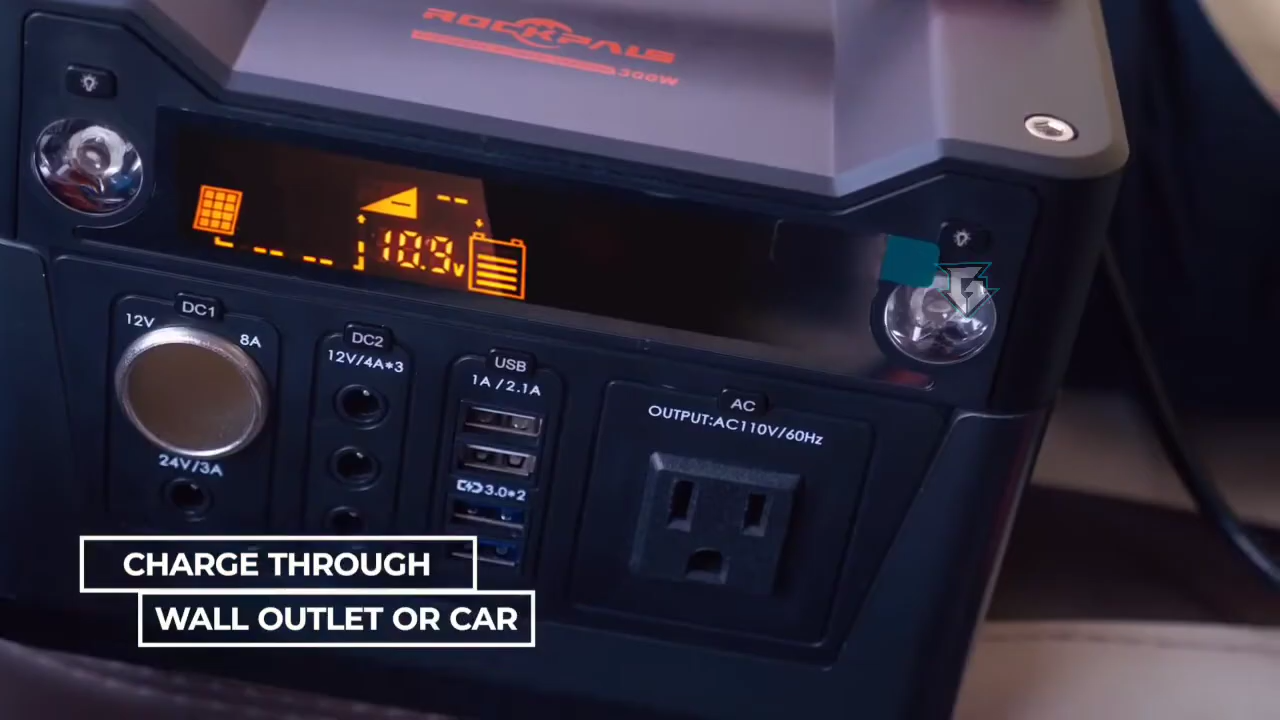 ROCKPALS
300W
10.9v
DC1
12V
8A
24V/3A
DC2
12V/4A*3
USB
1A / 2.1A
3.0*2
AC
OUTPUT:AC110V/60Hz
CHARGE THROUGH
WALL OUTLET OR CAR